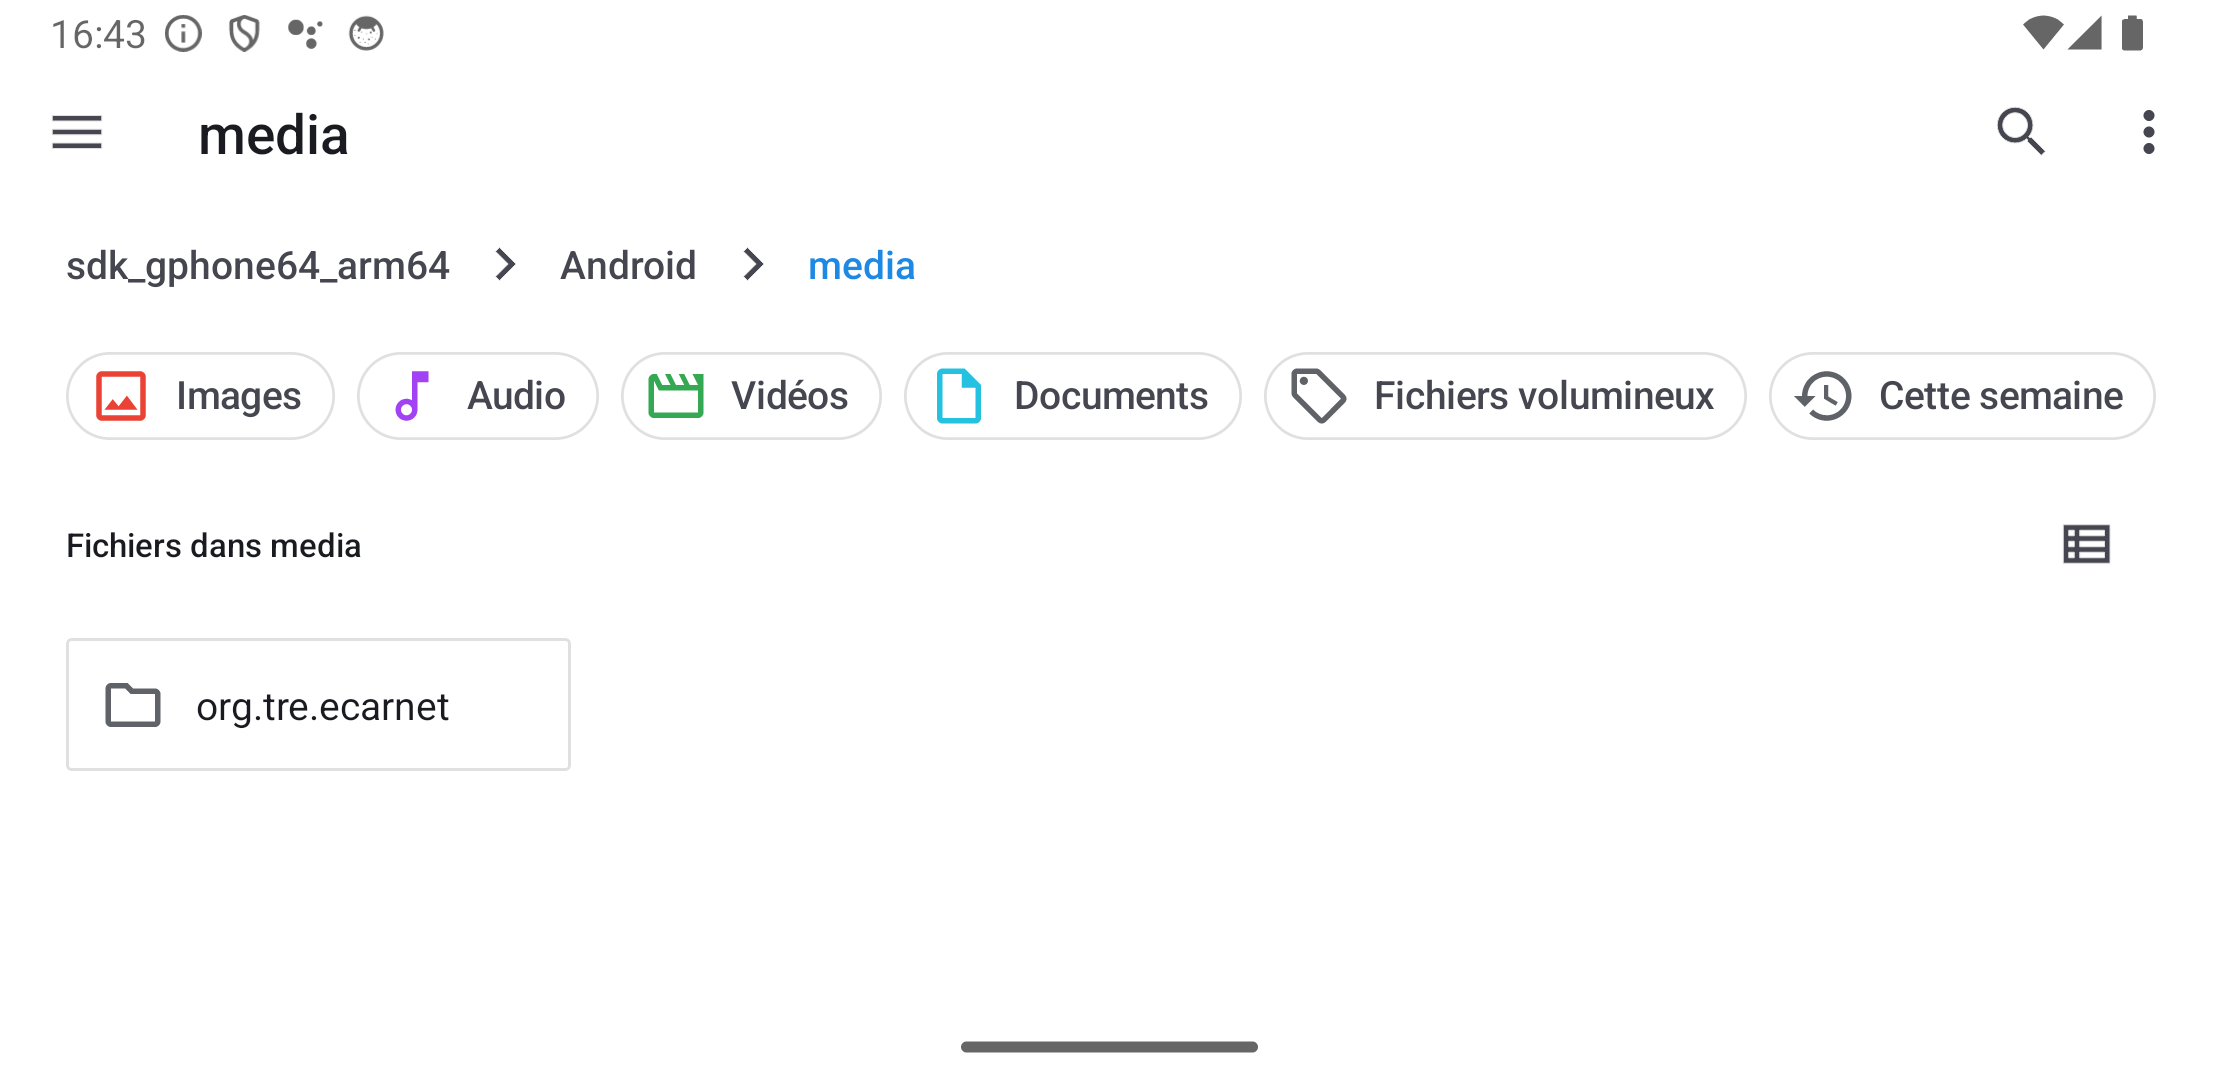 16:43
media
sdk_gphone64_arm64 > Android > media
Images Audio Vidéos Documents Fichiers volumineux Cette semaine
Fichiers dans media
org.tre.ecarnet